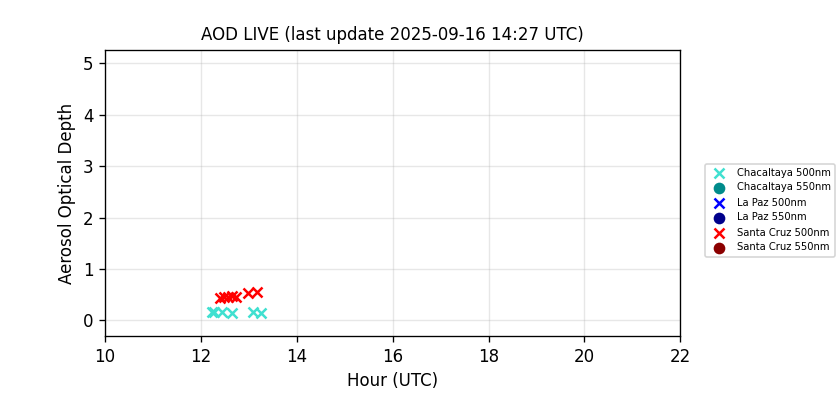 AOD LIVE (last update 2025-09-16 14:27 UTC)
5
4
3
2
1
0
Aerosol Optical Depth
10 12 14 16 18 20 22
Hour (UTC)
Chacaltaya 500nm
Chacaltaya 550nm
La Paz 500nm
La Paz 550nm
Santa Cruz 500nm
Santa Cruz 550nm